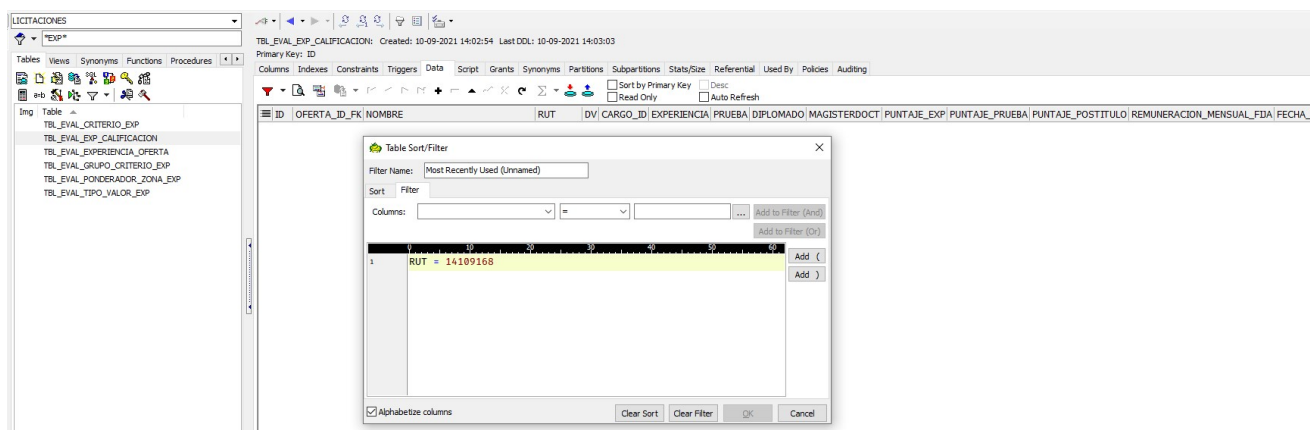 LICITACIONES
*EXP*
Tables Views Synonyms Functions Procedures
Img Table
TBL_EVAL_CRITERIO_EXP
TBL_EVAL_EXP_CALIFICACION
TBL_EVAL_EXPERIENCIA_OFERTA
TBL_EVAL_GRUPO_CRITERIO_EXP
TBL_EVAL_PONDERADOR_ZONA_EXP
TBL_EVAL_TIPO_VALOR_EXP
TBL_EVAL_EXP_CALIFICACION: Created: 10-09-2021 14:02:54 Last DDL: 10-09-2021 14:03:03
Primary Key: ID
Columns Indexes Constraints Triggers Data Script Grants Synonyms Partitions Subpartitions Stats/Size Referential Used By Policies Auditing
Sort by Primary Key Desc
Read Only Auto Refresh
ID OFERTA_ID_FK NOMBRE RUT DV CARGO_ID EXPERIENCIA PRUEBA DIPLOMADO MAGISTERDOCT PUNTAJE_EXP PUNTAJE_PRUEBA PUNTAJE_POSTITULO REMUNERACION_MENSUAL_FIJA FECHA_
Table Sort/Filter
Filter Name: Most Recently Used (Unnamed)
Sort Filter
Columns: = ... Add to Filter (And)
Add to Filter (Or)
0 10 20 30 40 50 60
Add (
1 RUT = 14109168
Add )
Alphabetize columns Clear Sort Clear Filter OK Cancel